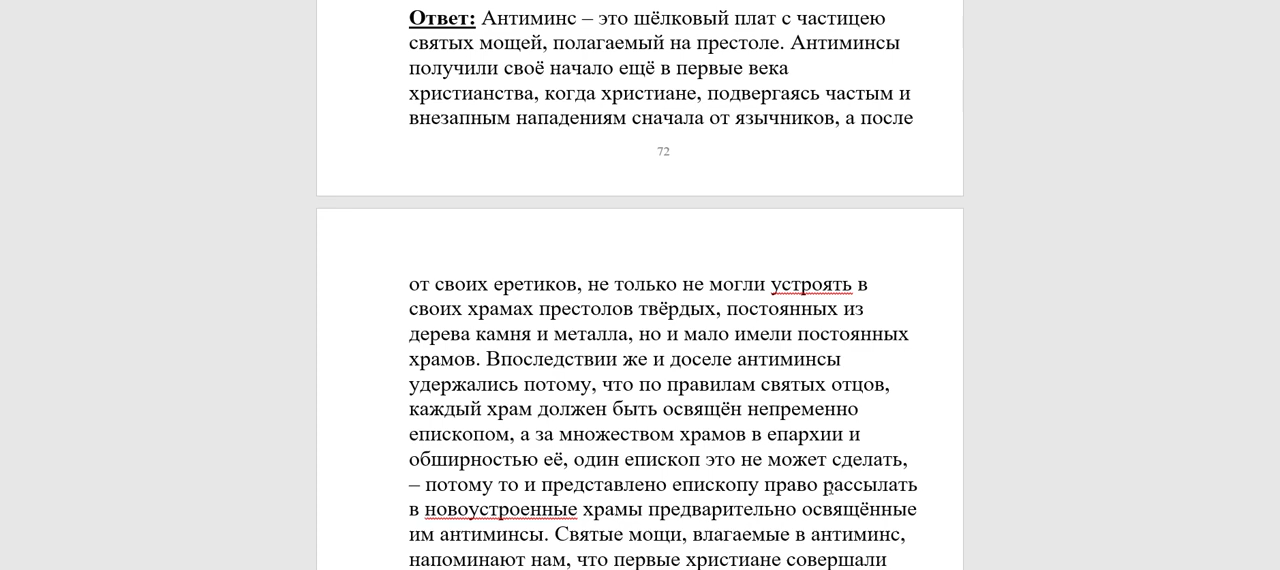 Ответ: Антиминс – это шёлковый плат с частицею
святых мощей, полагаемый на престоле. Антиминсы
получили своё начало ещё в первые века
христианства, когда христиане, подвергаясь частым и
внезапным нападениям сначала от язычников, а после
72
от своих еретиков, не только не могли устроять в
своих храмах престолов твёрдых, постоянных из
дерева камня и металла, но и мало имели постоянных
храмов. Впоследствии же и доселе антиминсы
удержались потому, что по правилам святых отцов,
каждый храм должен быть освящён непременно
епископом, а за множеством храмов в епархии и
обширностью её, один епископ это не может сделать,
– потому то и представлено епископу право рассылать
в новоустроенные храмы предварительно освящённые
им антиминсы. Святые мощи, влагаемые в антиминс,
напоминают нам, что первые христиане совершали